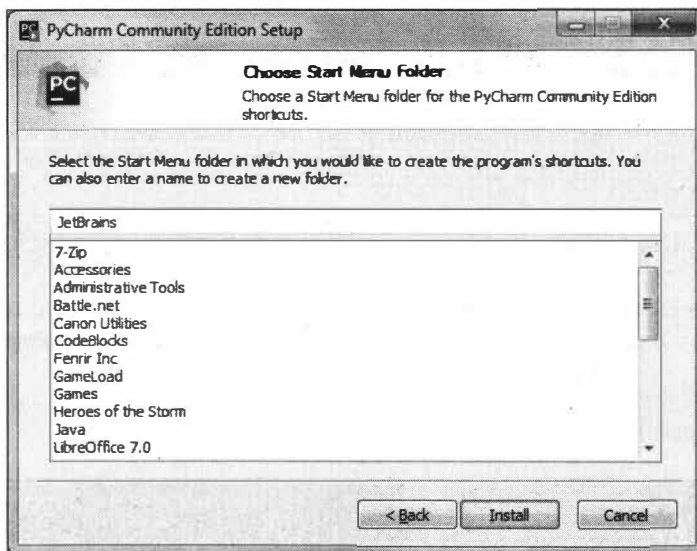 PyCharm Community Edition Setup
PC
Choose Start Menu Folder
Choose a Start Menu folder for the PyCharm Community Edition
shortcuts.
Select the Start Menu folder in which you would like to create the program's shortcuts. You
can also enter a name to create a new folder.
JetBrains
7-Zip
Accessories
Administrative Tools
Battle.net
Canon Utilities
CodeBlocks
Fenrir Inc
GameLoad
Games
Heroes of the Storm
Java
LibreOffice 7.0
< Back
Install
Cancel